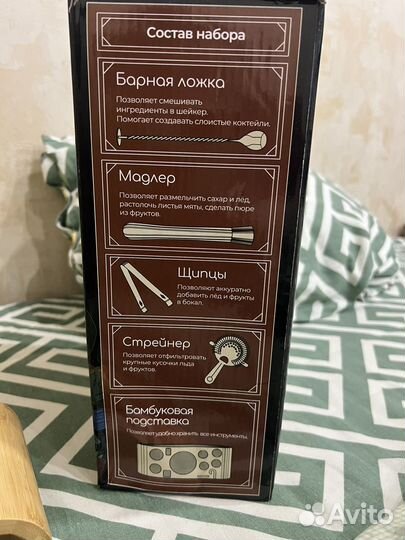 Состав набора
Барная ложка
Позволяет смешивать
ингредиенты в шейкер.
Помогает создавать слоистые коктейли.
Мадлер
Позволяет размельчить сахар и лёд,
растолочь листья мяты, сделать пюре
из фруктов.
Щипцы
Позволяют аккуратно
добавить лёд и фрукты
в бокал.
Стрейнер
Позволяет отфильтровать
крупные кусочки льда
и фруктов.
Бамбуковая
подставка
Позволяет удобно хранить все инструменты.
Avito